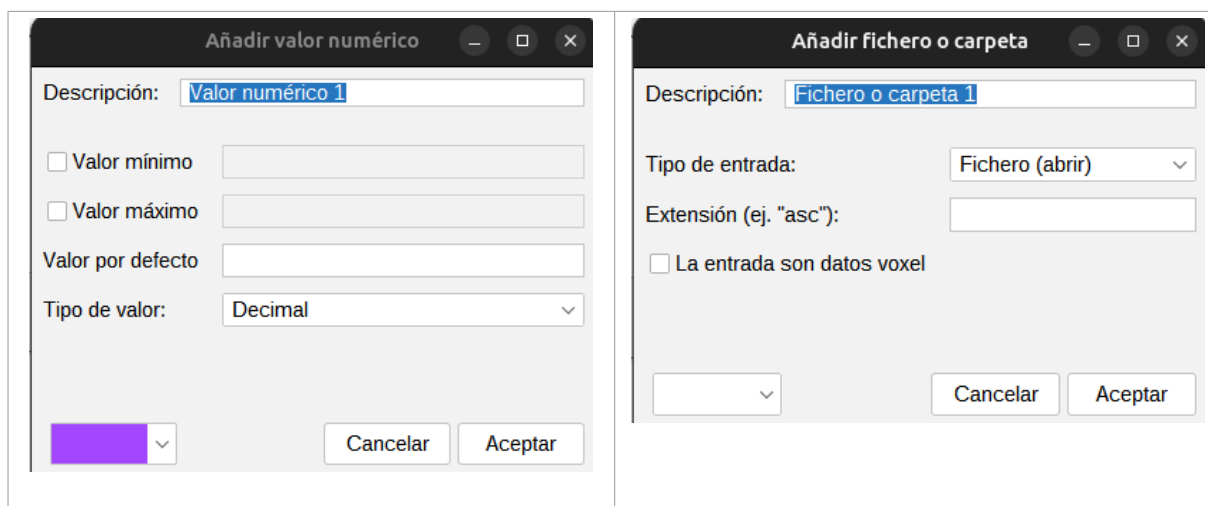 Añadir valor numérico
Descripción: Valor numérico 1
Valor mínimo
Valor máximo
Valor por defecto
Tipo de valor: Decimal
Cancelar Aceptar
Añadir fichero o carpeta
Descripción: Fichero o carpeta 1
Tipo de entrada: Fichero (abrir)
Extensión (ej. "asc"):
La entrada son datos voxel
Cancelar Aceptar